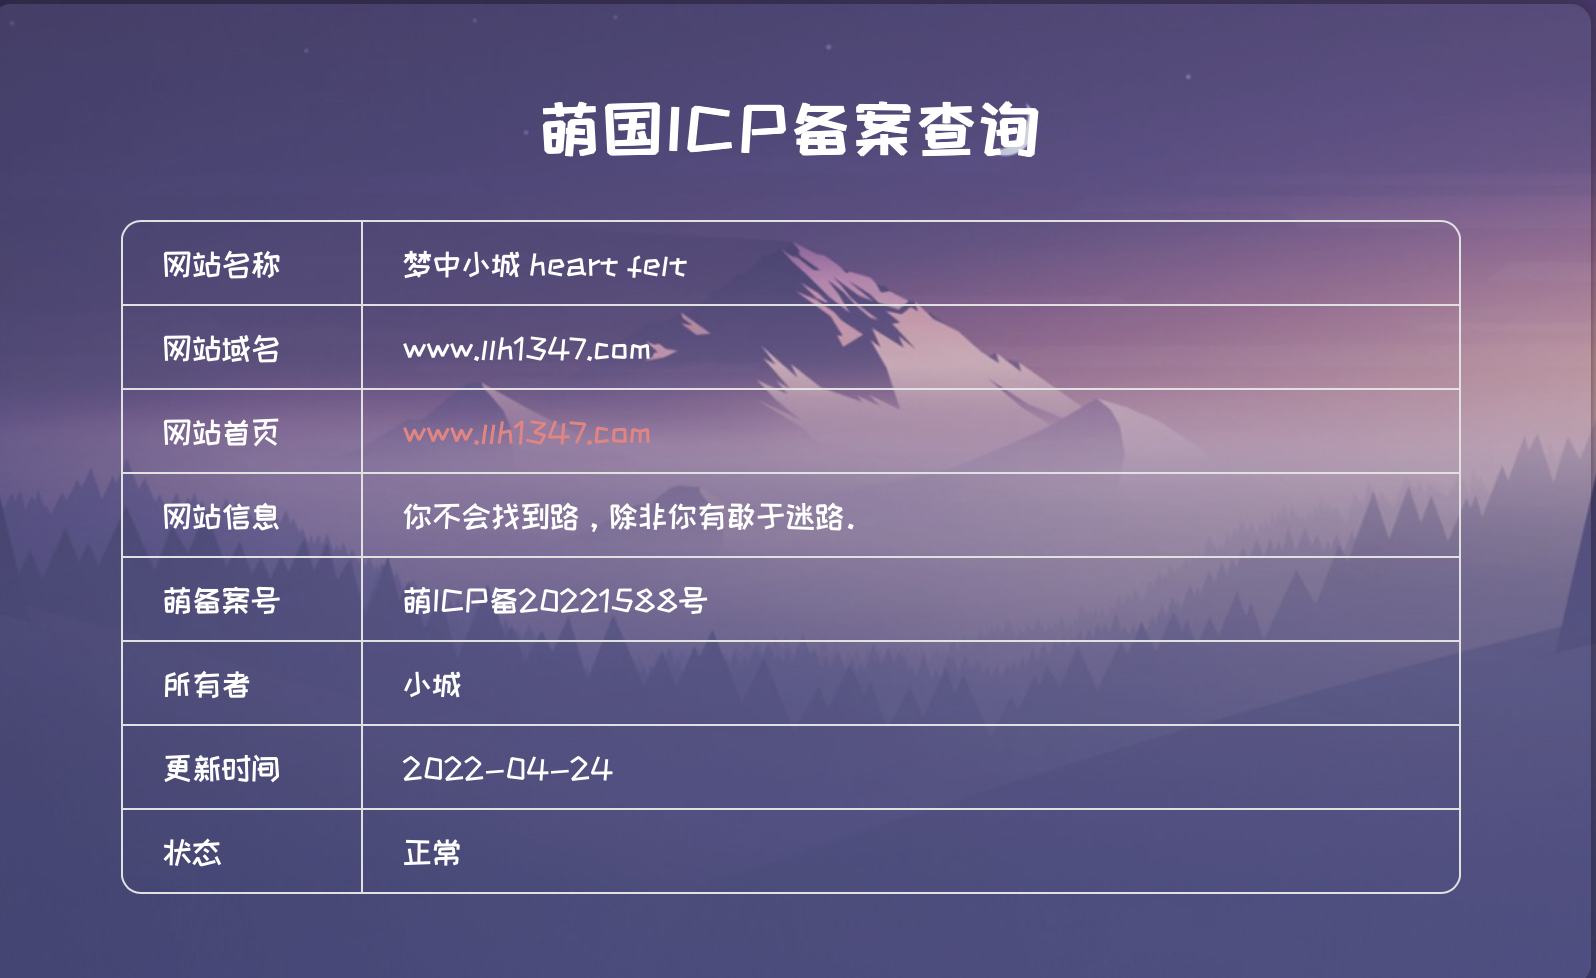 萌国ICP备案查询
网站名称 梦中小城 heart felt
网站域名 www.llh1347.com
网站首页 www.llh1347.com
网站信息 你不会找到路，除非你有敢于迷路.
萌备案号 萌ICP备20221588号
所有者 小城
更新时间 2022-04-24
状态 正常